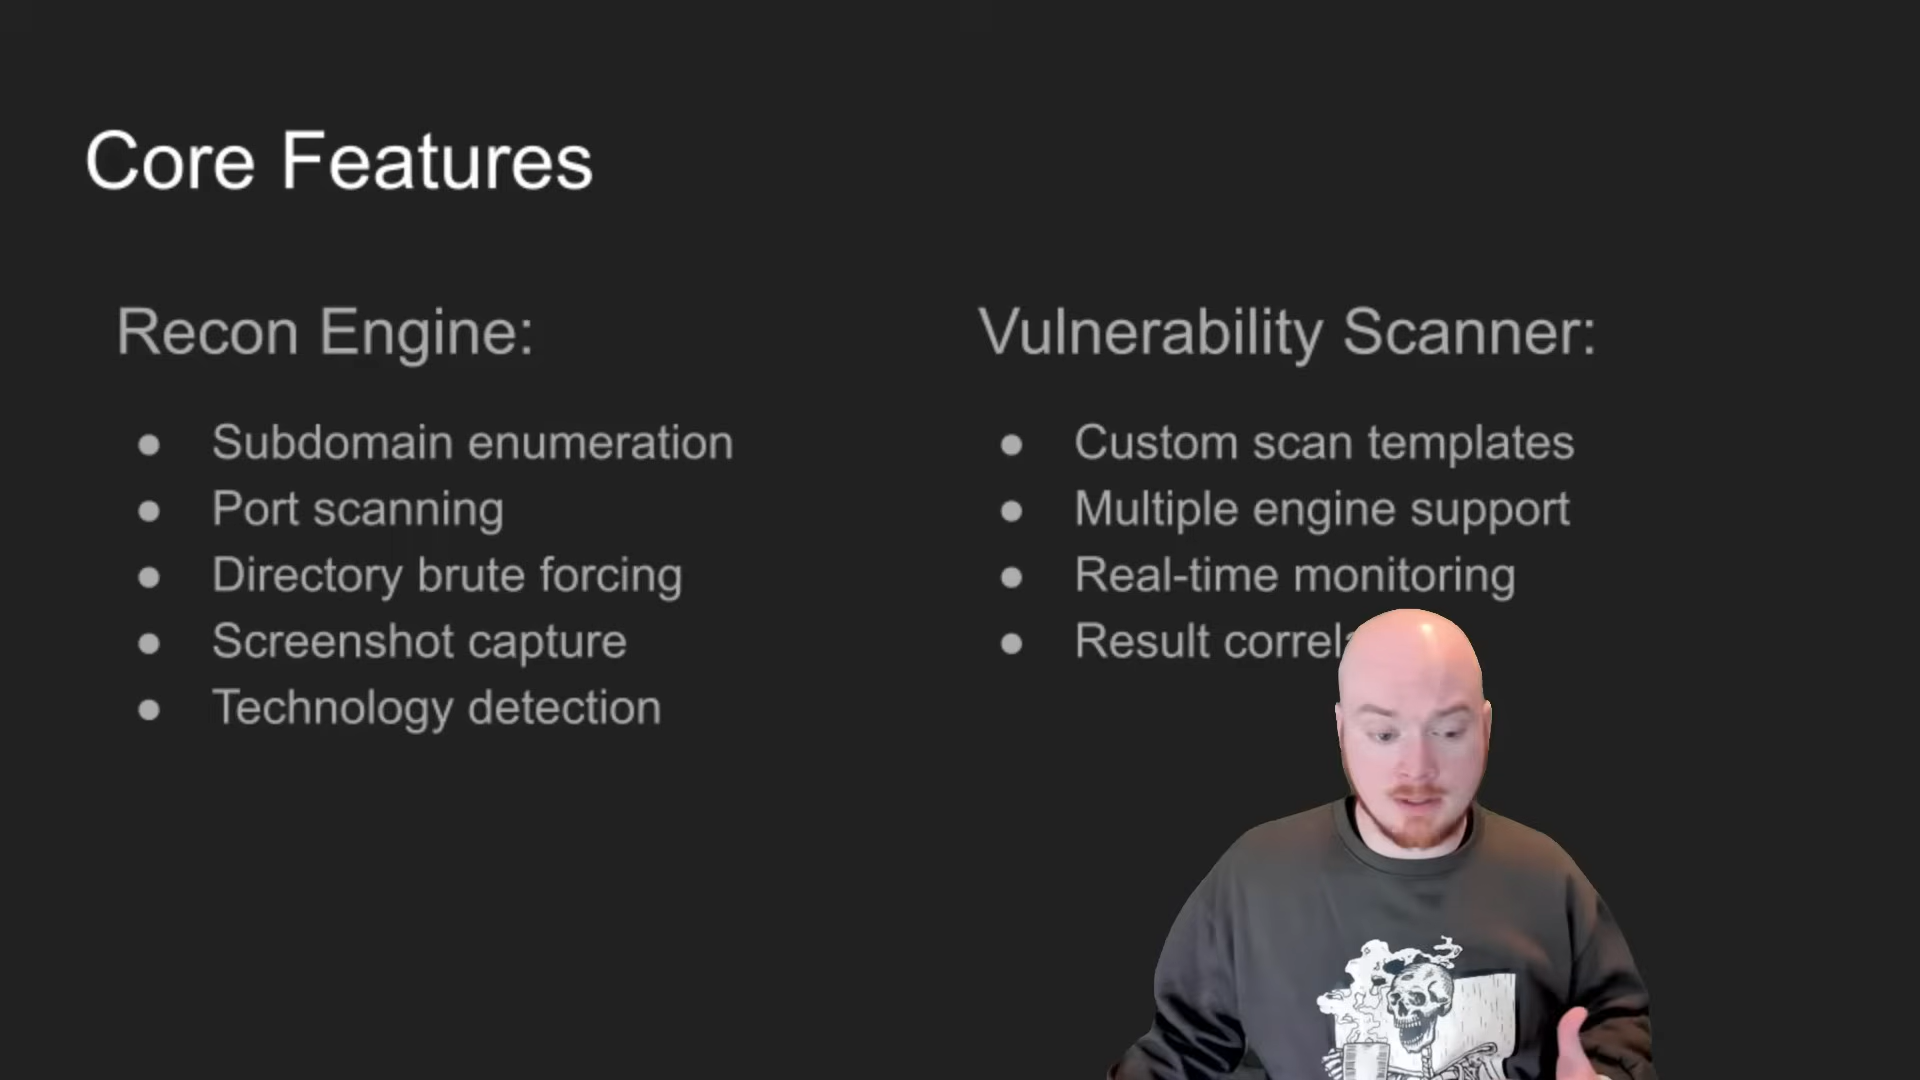 Core Features
Recon Engine:
Subdomain enumeration
Port scanning
Directory brute forcing
Screenshot capture
Technology detection
Vulnerability Scanner:
Custom scan templates
Multiple engine support
Real-time monitoring
Result